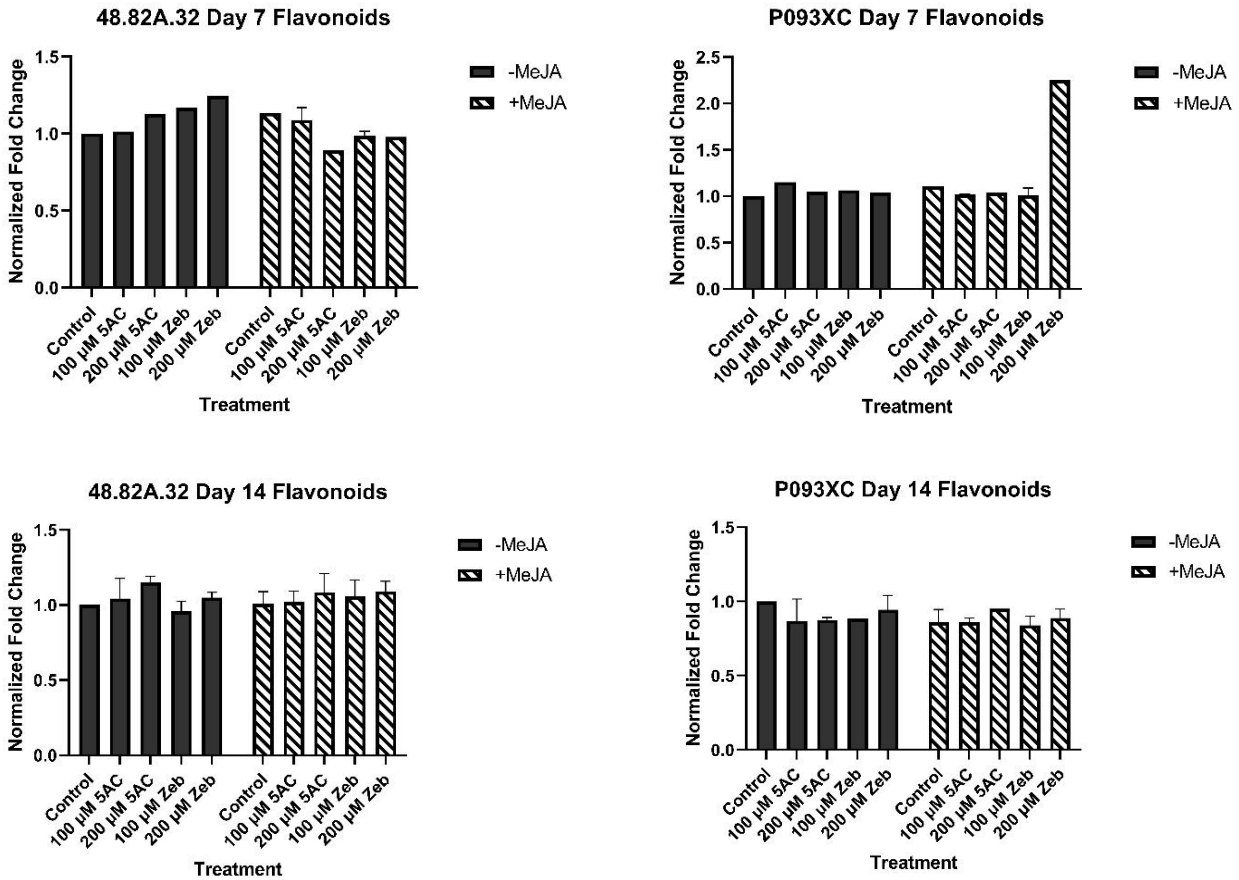 48.82A.32 Day 7 Flavonoids
Normalized Fold Change
1.5
1.0
0.5
0.0
Control
100 µM 5AC
200 µM 5AC
100 µM Zeb
200 µM Zeb
Control
100 µM 5AC
200 µM 5AC
100 µM Zeb
200 µM Zeb
Treatment
-MeJA
+MeJA
P093XC Day 7 Flavonoids
Normalized Fold Change
2.5
2.0
1.5
1.0
0.5
0.0
Control
100 µM 5AC
200 µM 5AC
100 µM Zeb
200 µM Zeb
Control
100 µM 5AC
200 µM 5AC
100 µM Zeb
200 µM Zeb
Treatment
-MeJA
+MeJA
48.82A.32 Day 14 Flavonoids
Normalized Fold Change
1.5
1.0
0.5
0.0
Control
100 µM 5AC
200 µM 5AC
100 µM Zeb
200 µM Zeb
Control
100 µM 5AC
200 µM 5AC
100 µM Zeb
200 µM Zeb
Treatment
-MeJA
+MeJA
P093XC Day 14 Flavonoids
Normalized Fold Change
1.5
1.0
0.5
0.0
Control
100 µM 5AC
200 µM 5AC
100 µM Zeb
200 µM Zeb
Control
100 µM 5AC
200 µM 5AC
100 µM Zeb
200 µM Zeb
Treatment
-MeJA
+MeJA